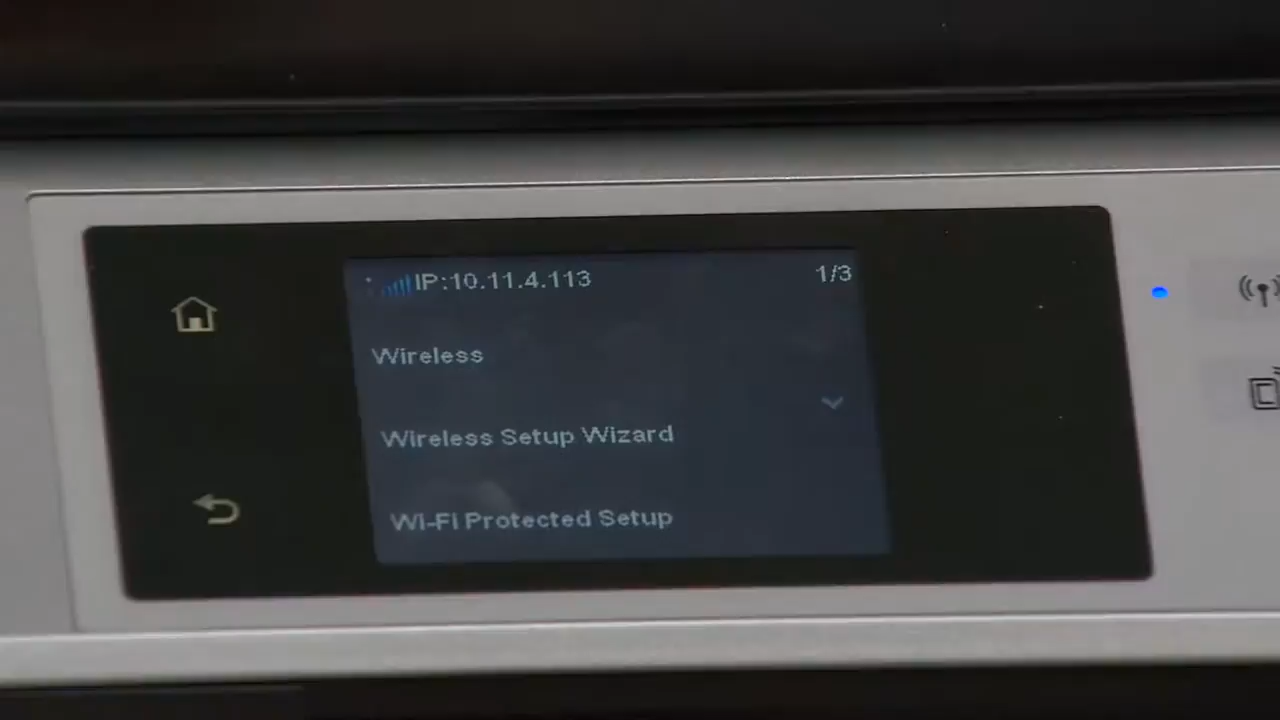 IP:10.11.4.113 1/3
Wireless
Wireless Setup Wizard
Wi-Fi Protected Setup